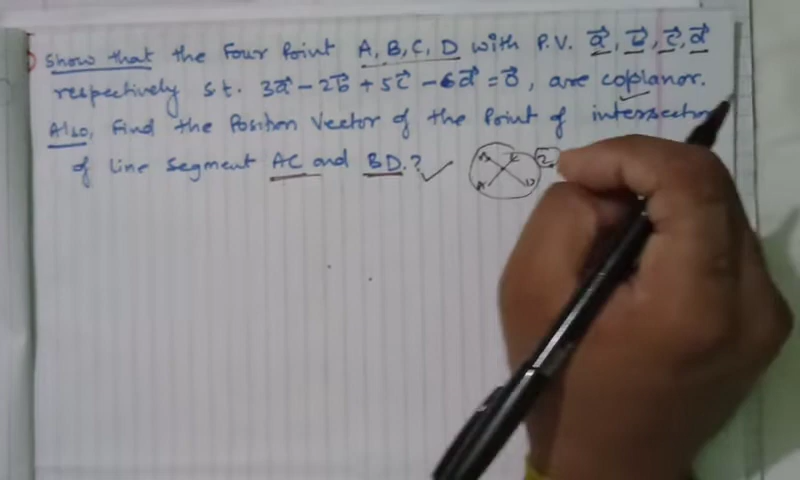 Show that the Four Point A, B, C, D with P.V. a⃗, b⃗, c⃗, d⃗
respectively s.t. 3a⃗ - 2b⃗ + 5c⃗ - 6d⃗ = 0⃗, are coplanor.
Also, Find the Position Vector of the Point of intersection
of line segment AC and BD.?
B C
A D